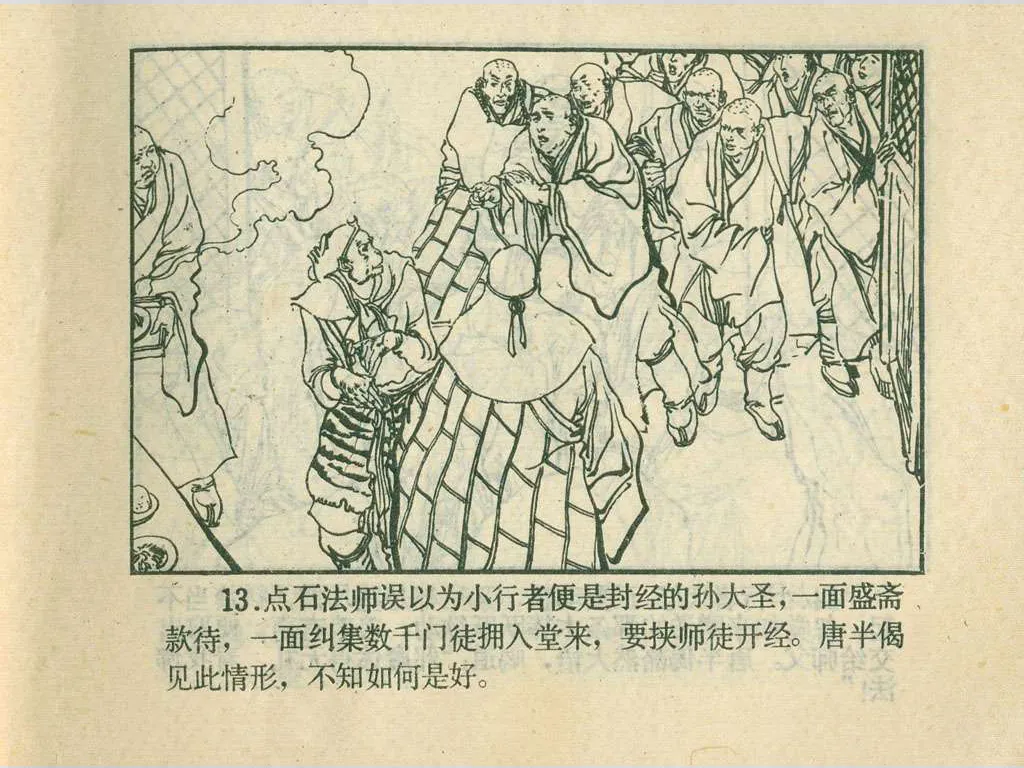 13.点石法师误以为小行者便是封经的孙大圣，一面盛斋
款待，一面纠集数千门徒拥入堂来，要挟师徒开经。唐半偈
见此情形，不知如何是好。